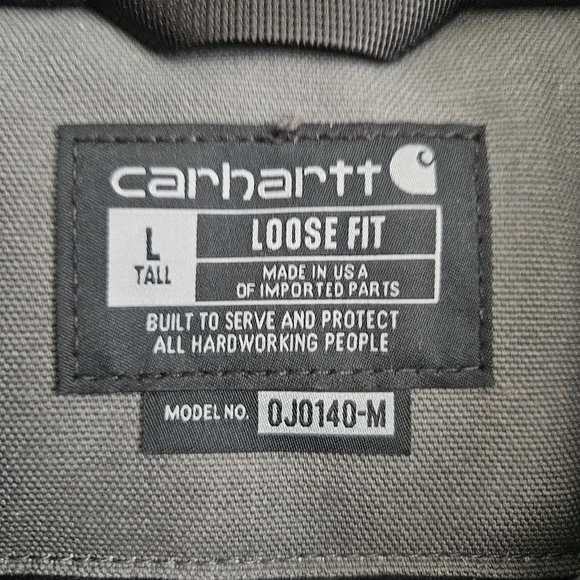 carhartt
L
TALL
LOOSE FIT
MADE IN USA
OF IMPORTED PARTS
BUILT TO SERVE AND PROTECT
ALL HARDWORKING PEOPLE
MODEL NO. 0J0140-M